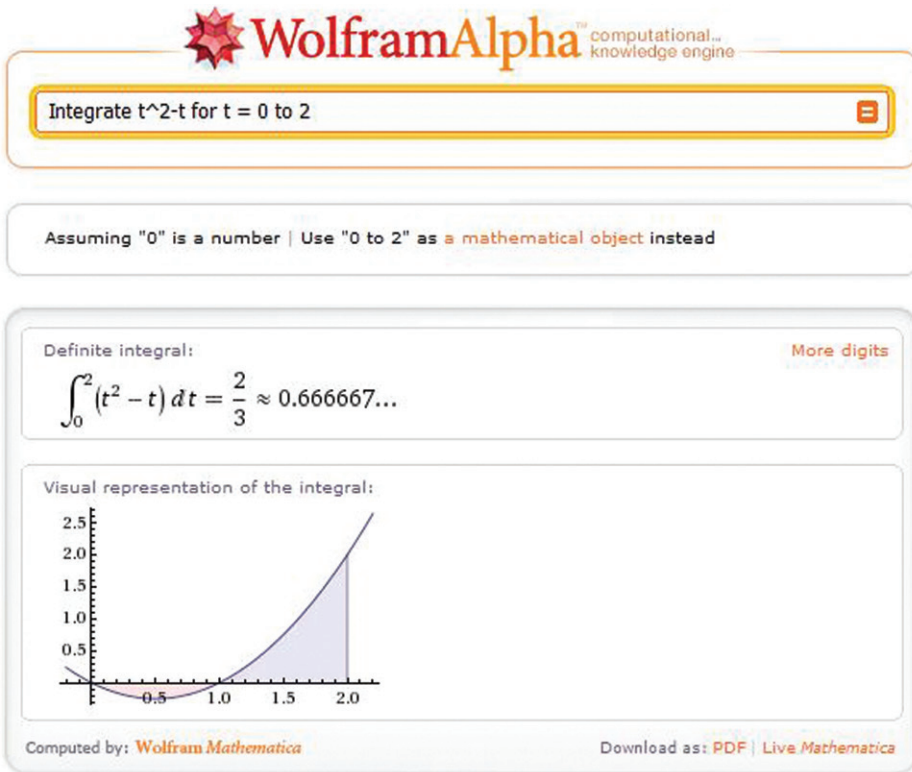 WolframAlpha™ computational... knowledge engine
Integrate t^2-t for t = 0 to 2
=
Assuming "0" is a number | Use "0 to 2" as a mathematical object instead
Definite integral: More digits
∫₀² (t² − t) dt = 2/3 ≈ 0.666667...
Visual representation of the integral:
2.5
2.0
1.5
1.0
0.5
0.5 1.0 1.5 2.0
Computed by: Wolfram Mathematica Download as: PDF | Live Mathematica